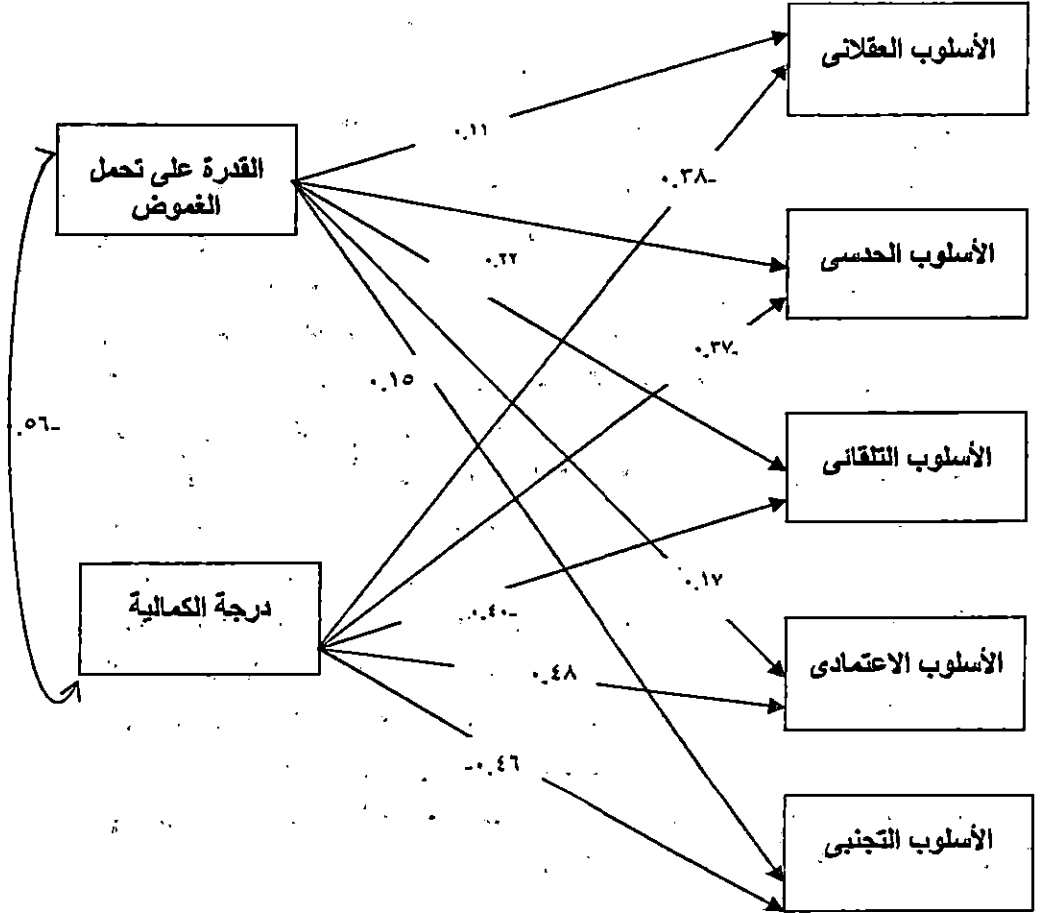 الأسلوب العقلانى
٠.١١
القدرة على تحمل
الغموض
٠.٣٨-
الأسلوب الحدسى
٠.٢٢
٠.٣٧-
٠.١٥
.٥٦-
الأسلوب التلقائى
٠.١٧
درجة الكمالية
٠.٤٠-
الأسلوب الاعتمادى
٠.٤٨
-٠.٤٦
الأسلوب التجنبى